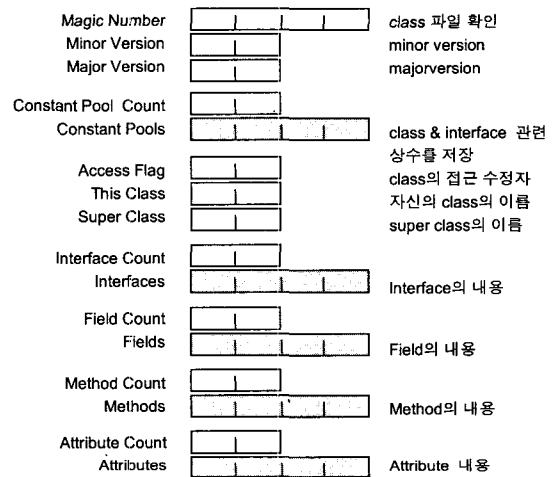 Magic Number class 파일 확인
Minor Version minor version
Major Version majorversion
Constant Pool Count
Constant Pools class & interface 관련
상수를 저장
Access Flag class의 접근 수정자
This Class 자신의 class의 이름
Super Class super class의 이름
Interface Count
Interfaces Interface의 내용
Field Count
Fields Field의 내용
Method Count
Methods Method의 내용
Attribute Count
Attributes Attribute 내용